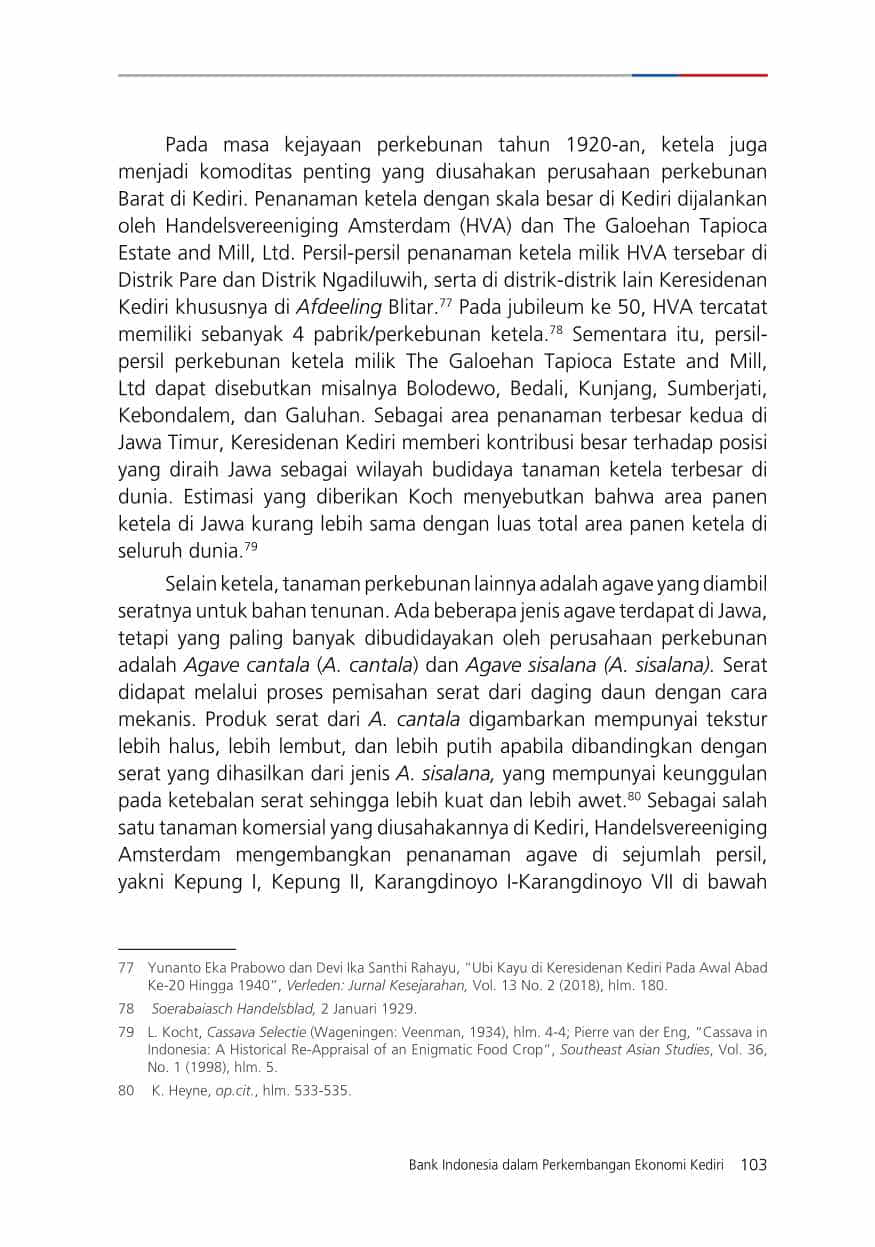 Pada masa kejayaan perkebunan tahun 1920-an, ketela juga
menjadi komoditas penting yang diusahakan perusahaan perkebunan
Barat di Kediri. Penanaman ketela dengan skala besar di Kediri dijalankan
oleh Handelsvereeniging Amsterdam (HVA) dan The Galoehan Tapioca
Estate and Mill, Ltd. Persil-persil penanaman ketela milik HVA tersebar di
Distrik Pare dan Distrik Ngadiluwih, serta di distrik-distrik lain Keresidenan
Kediri khususnya di Afdeeling Blitar.77 Pada jubileum ke 50, HVA tercatat
memiliki sebanyak 4 pabrik/perkebunan ketela.78 Sementara itu, persil-
persil perkebunan ketela milik The Galoehan Tapioca Estate and Mill,
Ltd dapat disebutkan misalnya Bolodewo, Bedali, Kunjang, Sumberjati,
Kebondalem, dan Galuhan. Sebagai area penanaman terbesar kedua di
Jawa Timur, Keresidenan Kediri memberi kontribusi besar terhadap posisi
yang diraih Jawa sebagai wilayah budidaya tanaman ketela terbesar di
dunia. Estimasi yang diberikan Koch menyebutkan bahwa area panen
ketela di Jawa kurang lebih sama dengan luas total area panen ketela di
seluruh dunia.79
Selain ketela, tanaman perkebunan lainnya adalah agave yang diambil
seratnya untuk bahan tenunan. Ada beberapa jenis agave terdapat di Jawa,
tetapi yang paling banyak dibudidayakan oleh perusahaan perkebunan
adalah Agave cantala (A. cantala) dan Agave sisalana (A. sisalana). Serat
didapat melalui proses pemisahan serat dari daging daun dengan cara
mekanis. Produk serat dari A. cantala digambarkan mempunyai tekstur
lebih halus, lebih lembut, dan lebih putih apabila dibandingkan dengan
serat yang dihasilkan dari jenis A. sisalana, yang mempunyai keunggulan
pada ketebalan serat sehingga lebih kuat dan lebih awet.80 Sebagai salah
satu tanaman komersial yang diusahakannya di Kediri, Handelsvereeniging
Amsterdam mengembangkan penanaman agave di sejumlah persil,
yakni Kepung I, Kepung II, Karangdinoyo I-Karangdinoyo VII di bawah
77 Yunanto Eka Prabowo dan Devi Ika Santhi Rahayu, "Ubi Kayu di Keresidenan Kediri Pada Awal Abad
Ke-20 Hingga 1940", Verleden: Jurnal Kesejarahan, Vol. 13 No. 2 (2018), hlm. 180.
78 Soerabaiasch Handelsblad, 2 Januari 1929.
79 L. Kocht, Cassava Selectie (Wageningen: Veenman, 1934), hlm. 4-4; Pierre van der Eng, "Cassava in
Indonesia: A Historical Re-Appraisal of an Enigmatic Food Crop", Southeast Asian Studies, Vol. 36,
No. 1 (1998), hlm. 5.
80 K. Heyne, op.cit., hlm. 533-535.
Bank Indonesia dalam Perkembangan Ekonomi Kediri 103